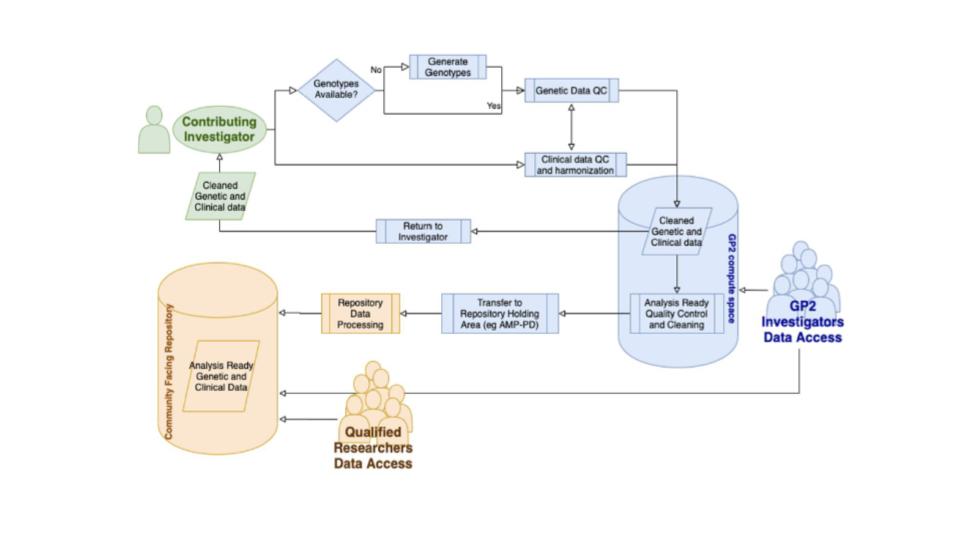 Genotypes
Available?
No
Yes
Generate
Genotypes
Genetic Data QC
Contributing
Investigator
Clinical data QC
and harmonization
Cleaned
Genetic and
Clinical data
Return to
Investigator
Cleaned
Genetic and
Clinical data
GP2 compute space
Analysis Ready
Quality Control
and Cleaning
GP2
Investigators
Data Access
Transfer to
Repository Holding
Area (eg AMP-PD)
Repository
Data
Processing
Community Facing Repository
Analysis Ready
Genetic and
Clinical Data
Qualified
Researchers
Data Access